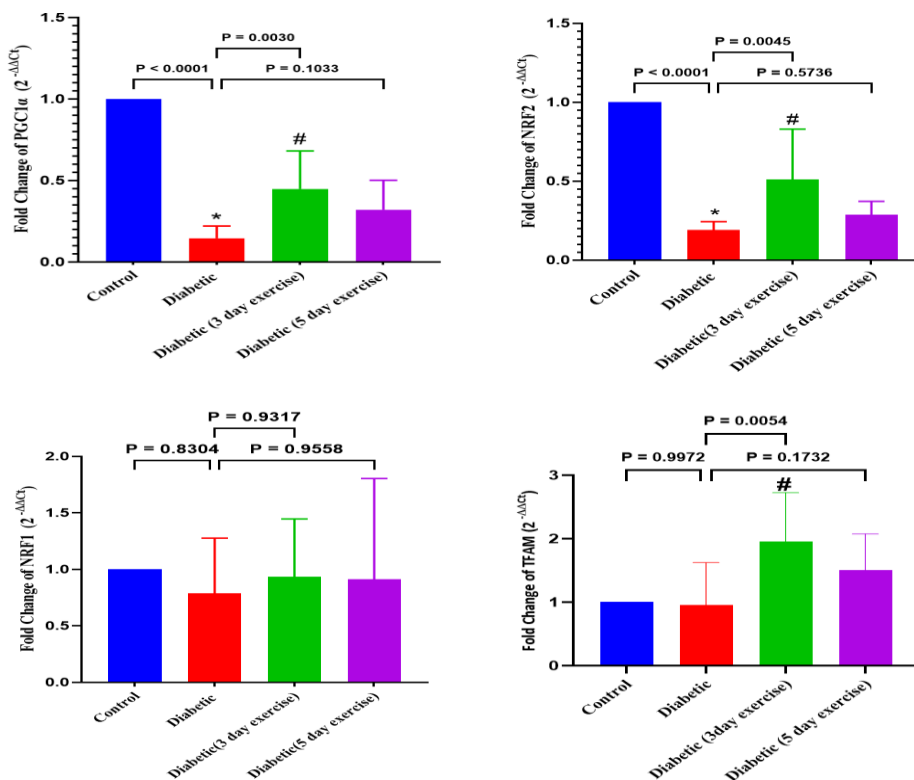 Fold Change of PGC1α (2 -ΔΔCt)
1.5
1.0
0.5
0.0
P = 0.0030
P < 0.0001
P = 0.1033
*
#
Control
Diabetic
Diabetic (3 day exercise)
Diabetic (5 day exercise)
Fold Change of NRF2 (2 -ΔΔCt)
1.5
1.0
0.5
0.0
P = 0.0045
P < 0.0001
P = 0.5736
*
#
Control
Diabetic
Diabetic (3 day exercise)
Diabetic (5 day exercise)
Fold Change of NRF1 (2 -ΔΔCt)
2.0
1.5
1.0
0.5
0.0
P = 0.9317
P = 0.8304
P = 0.9558
Control
Diabetic
Diabetic(3 day exercise)
Diabetic(5 day exercise)
Fold Change of TFAM (2 -ΔΔCt)
3
2
1
0
P = 0.0054
P = 0.9972
P = 0.1732
#
Control
Diabetic
Diabetic (3day exercise)
Diabetic (5 day exercise)